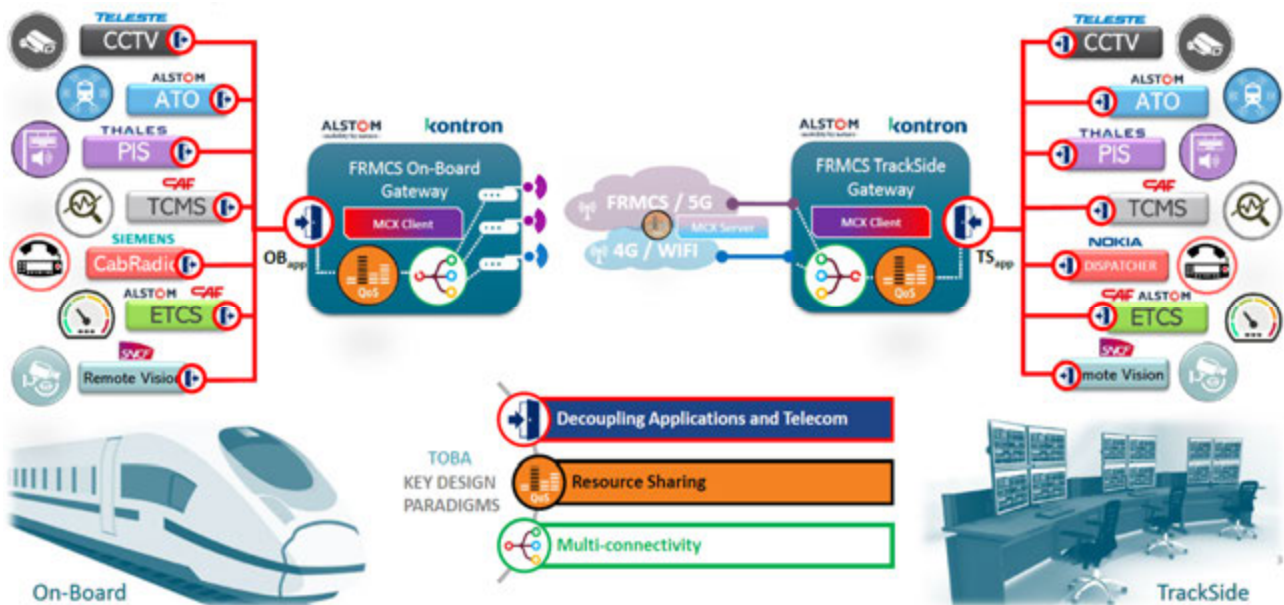 TELESTE
CCTV
ALSTOM
ATO
THALES
PIS
CAF
TCMS
SIEMENS
CabRadio
ALSTOM CAF
ETCS
SNCF
Remote Vision
OBapp
ALSTOM
kontron
FRMCS On-Board
Gateway
MCX Client
QoS
FRMCS / 5G
MCX Server
4G / WIFI
ALSTOM
kontron
FRMCS TrackSide
Gateway
MCX Client
QoS
TSapp
TELESTE
CCTV
ALSTOM
ATO
THALES
PIS
CAF
TCMS
NOKIA
DISPATCHER
CAF ALSTOM
ETCS
SNCF
mote Vision
TOBA
KEY DESIGN
PARADIGMS
Decoupling Applications and Telecom
QoS
Resource Sharing
Multi-connectivity
On-Board
TrackSide
3